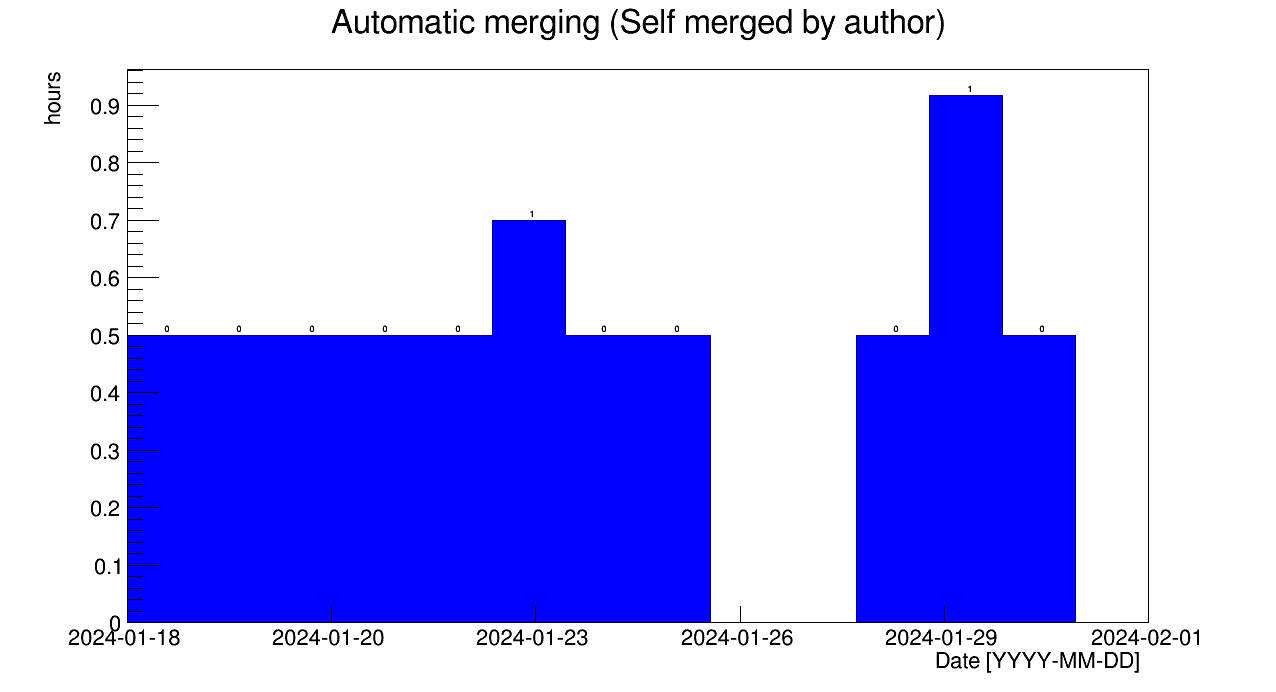 Automatic merging (Self merged by author)
hours
0.9
0.8
0.7
0.6
0.5
0.4
0.3
0.2
0.1
0
0 0 0 0 0 1 0 0 0 1 0
2024-01-18 2024-01-20 2024-01-23 2024-01-26 2024-01-29 2024-02-01
Date [YYYY-MM-DD]